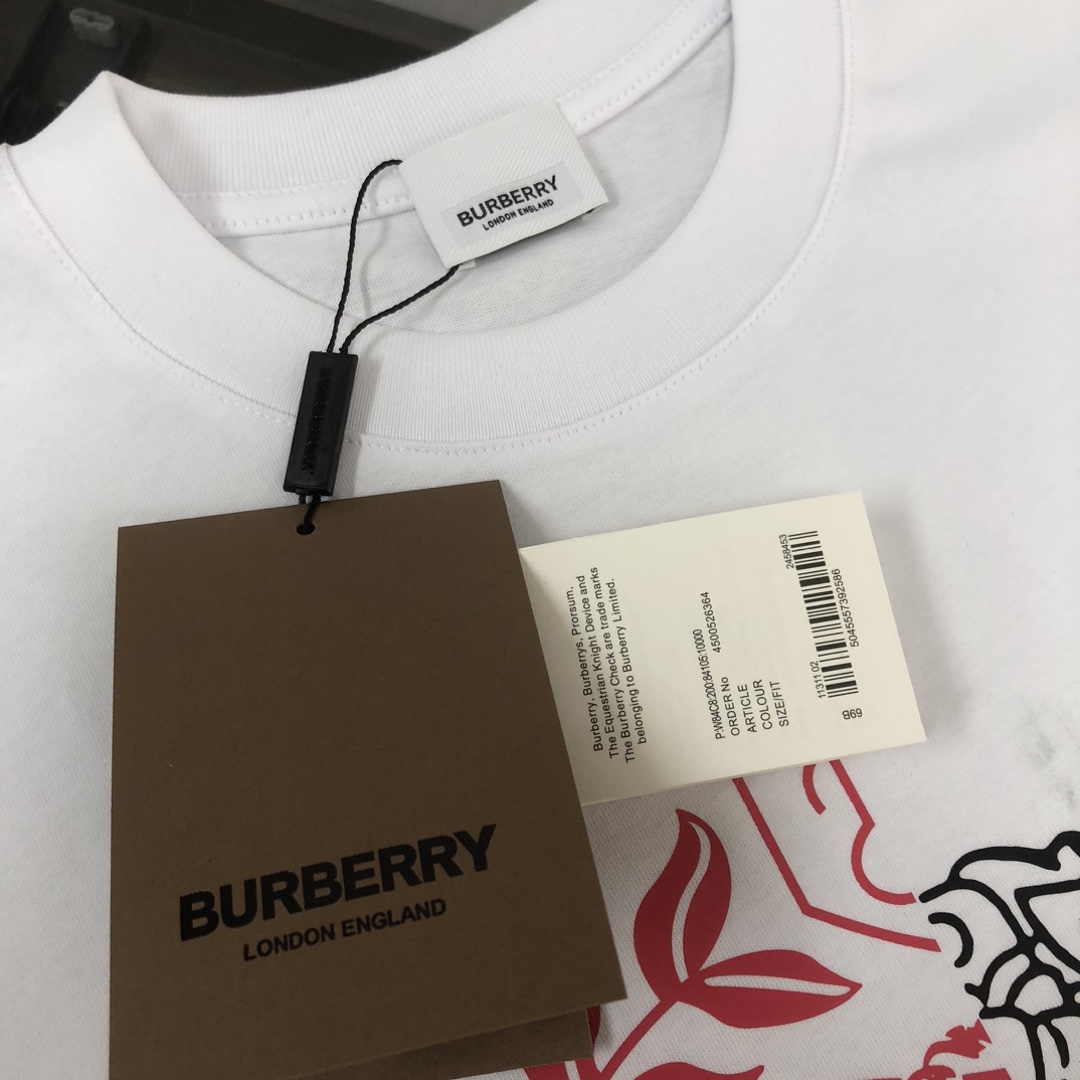 BURBERRY
LONDON ENGLAND
BURBERRY
LONDON ENGLAND
Burberry, Burberrys, Prorsum,
The Equestrian Knight Device and
The Burberry Check are trade marks
belonging to Burberry Limited.
P:W84C8:200:84105:10000
ORDER No 4500526364
ARTICLE
COLOUR
SIZE/FIT
11311 02 2458453
5045557392586
69B